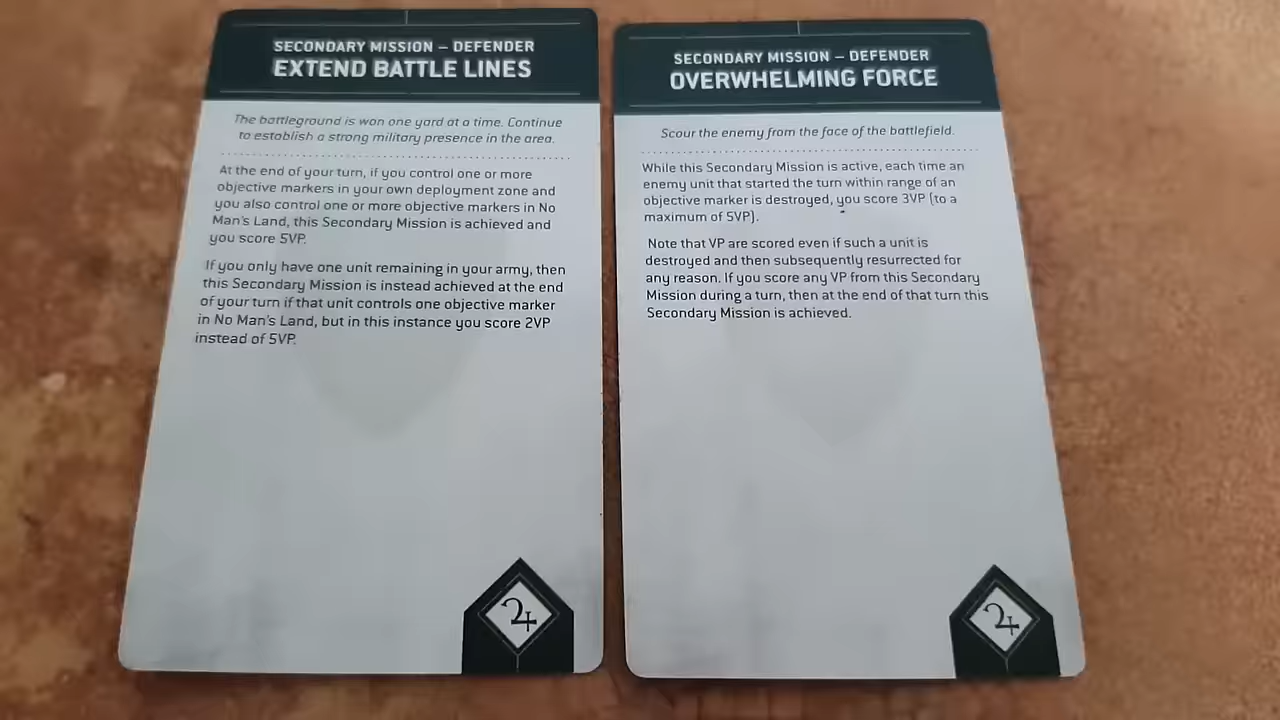 SECONDARY MISSION – DEFENDER
EXTEND BATTLE LINES
The battleground is won one yard at a time. Continue
to establish a strong military presence in the area.
At the end of your turn, if you control one or more
objective markers in your own deployment zone and
you also control one or more objective markers in No
Man's Land, this Secondary Mission is achieved and
you score 5VP.
If you only have one unit remaining in your army, then
this Secondary Mission is instead achieved at the end
of your turn if that unit controls one objective marker
in No Man's Land, but in this instance you score 2VP
instead of 5VP.
SECONDARY MISSION – DEFENDER
OVERWHELMING FORCE
Scour the enemy from the face of the battlefield.
While this Secondary Mission is active, each time an
enemy unit that started the turn within range of an
objective marker is destroyed, you score 3VP (to a
maximum of 5VP).
Note that VP are scored even if such a unit is
destroyed and then subsequently resurrected for
any reason. If you score any VP from this Secondary
Mission during a turn, then at the end of that turn this
Secondary Mission is achieved.